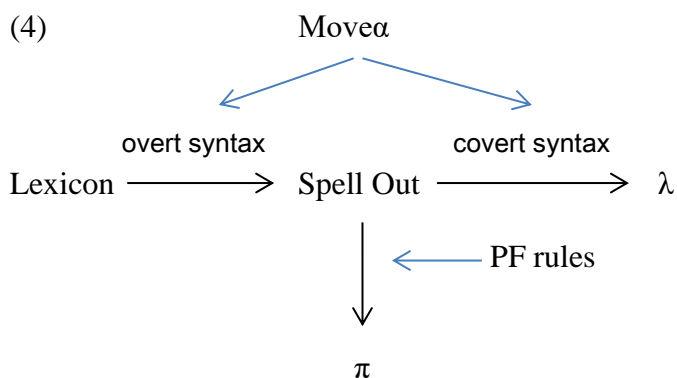 (4) Moveα
overt syntax covert syntax
Lexicon Spell Out λ
PF rules
π